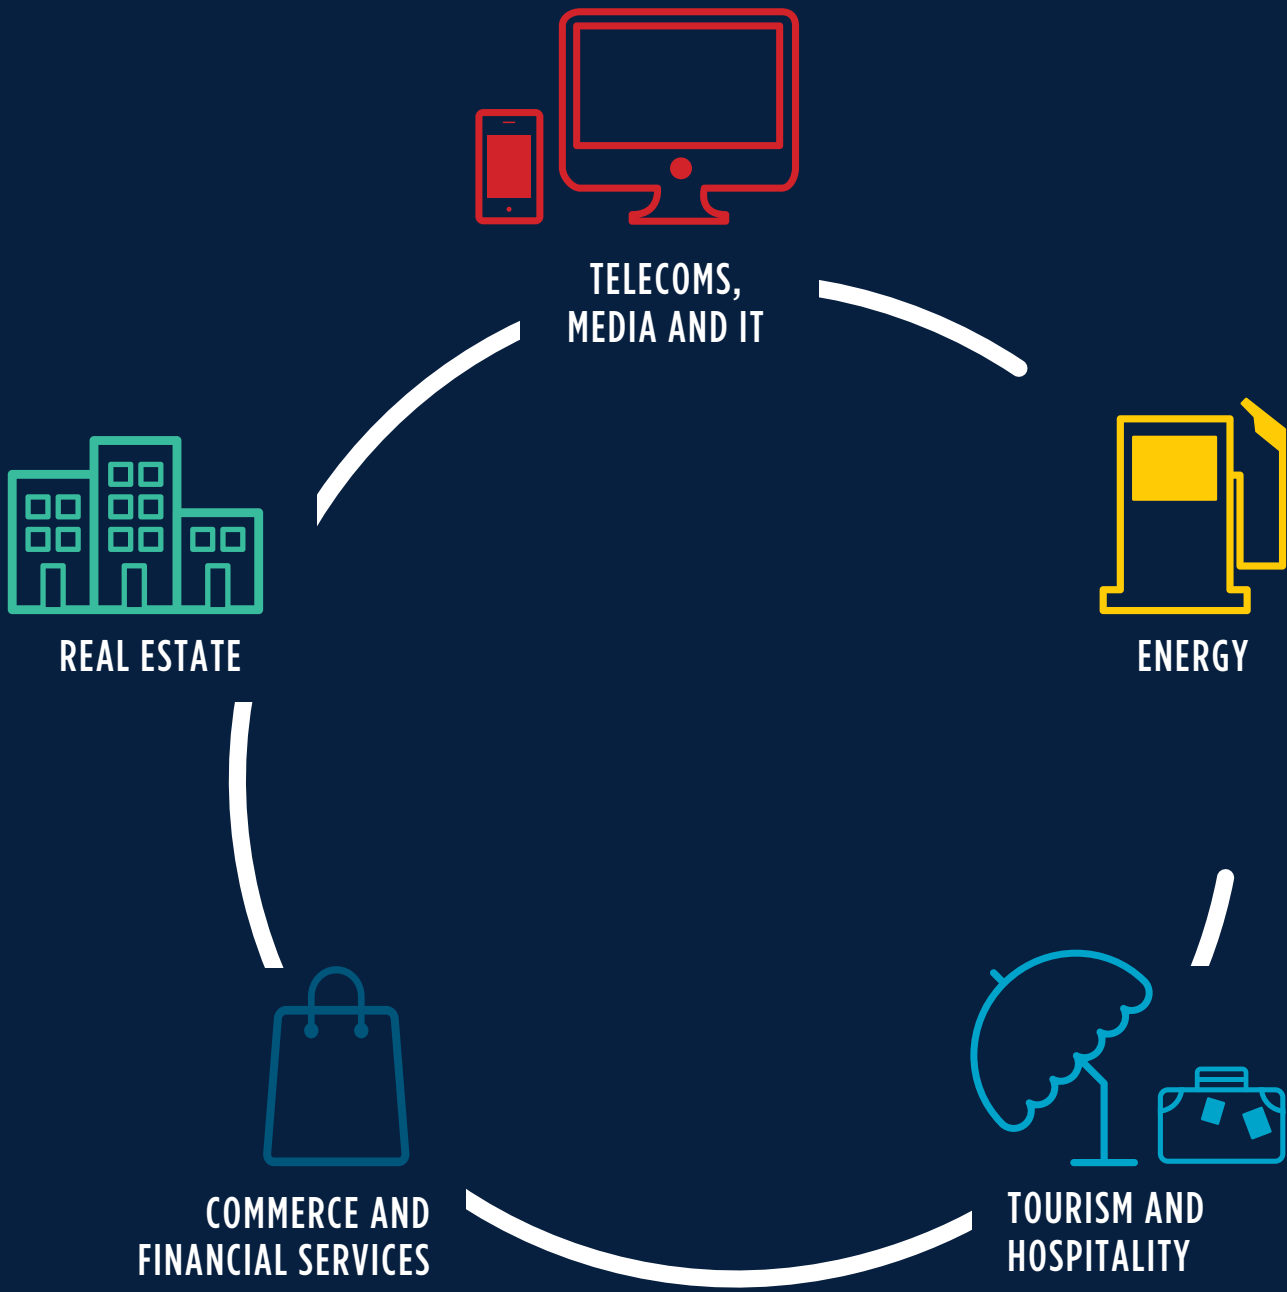 TELECOMS,
MEDIA AND IT
REAL ESTATE
ENERGY
COMMERCE AND
FINANCIAL SERVICES
TOURISM AND
HOSPITALITY